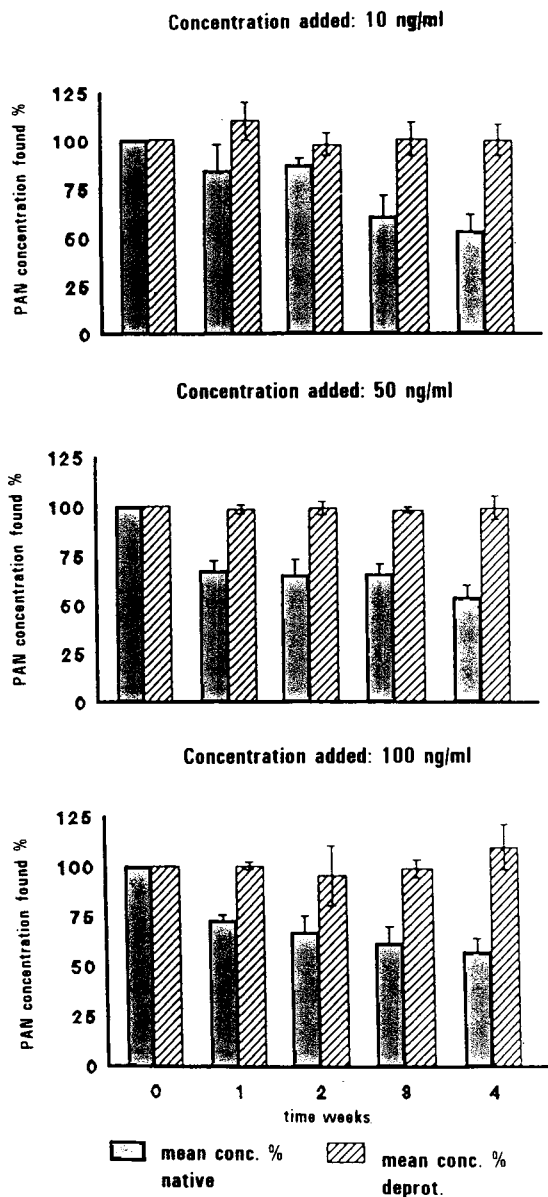 Concentration added: 10 ng/ml
PAN concentration found %
125
100
75
50
25
0
Concentration added: 50 ng/ml
PAN concentration found %
125
100
75
50
25
0
Concentration added: 100 ng/ml
PAN concentration found %
125
100
75
50
25
0
0 1 2 3 4
time weeks
mean conc. % native
mean conc. % deprot.